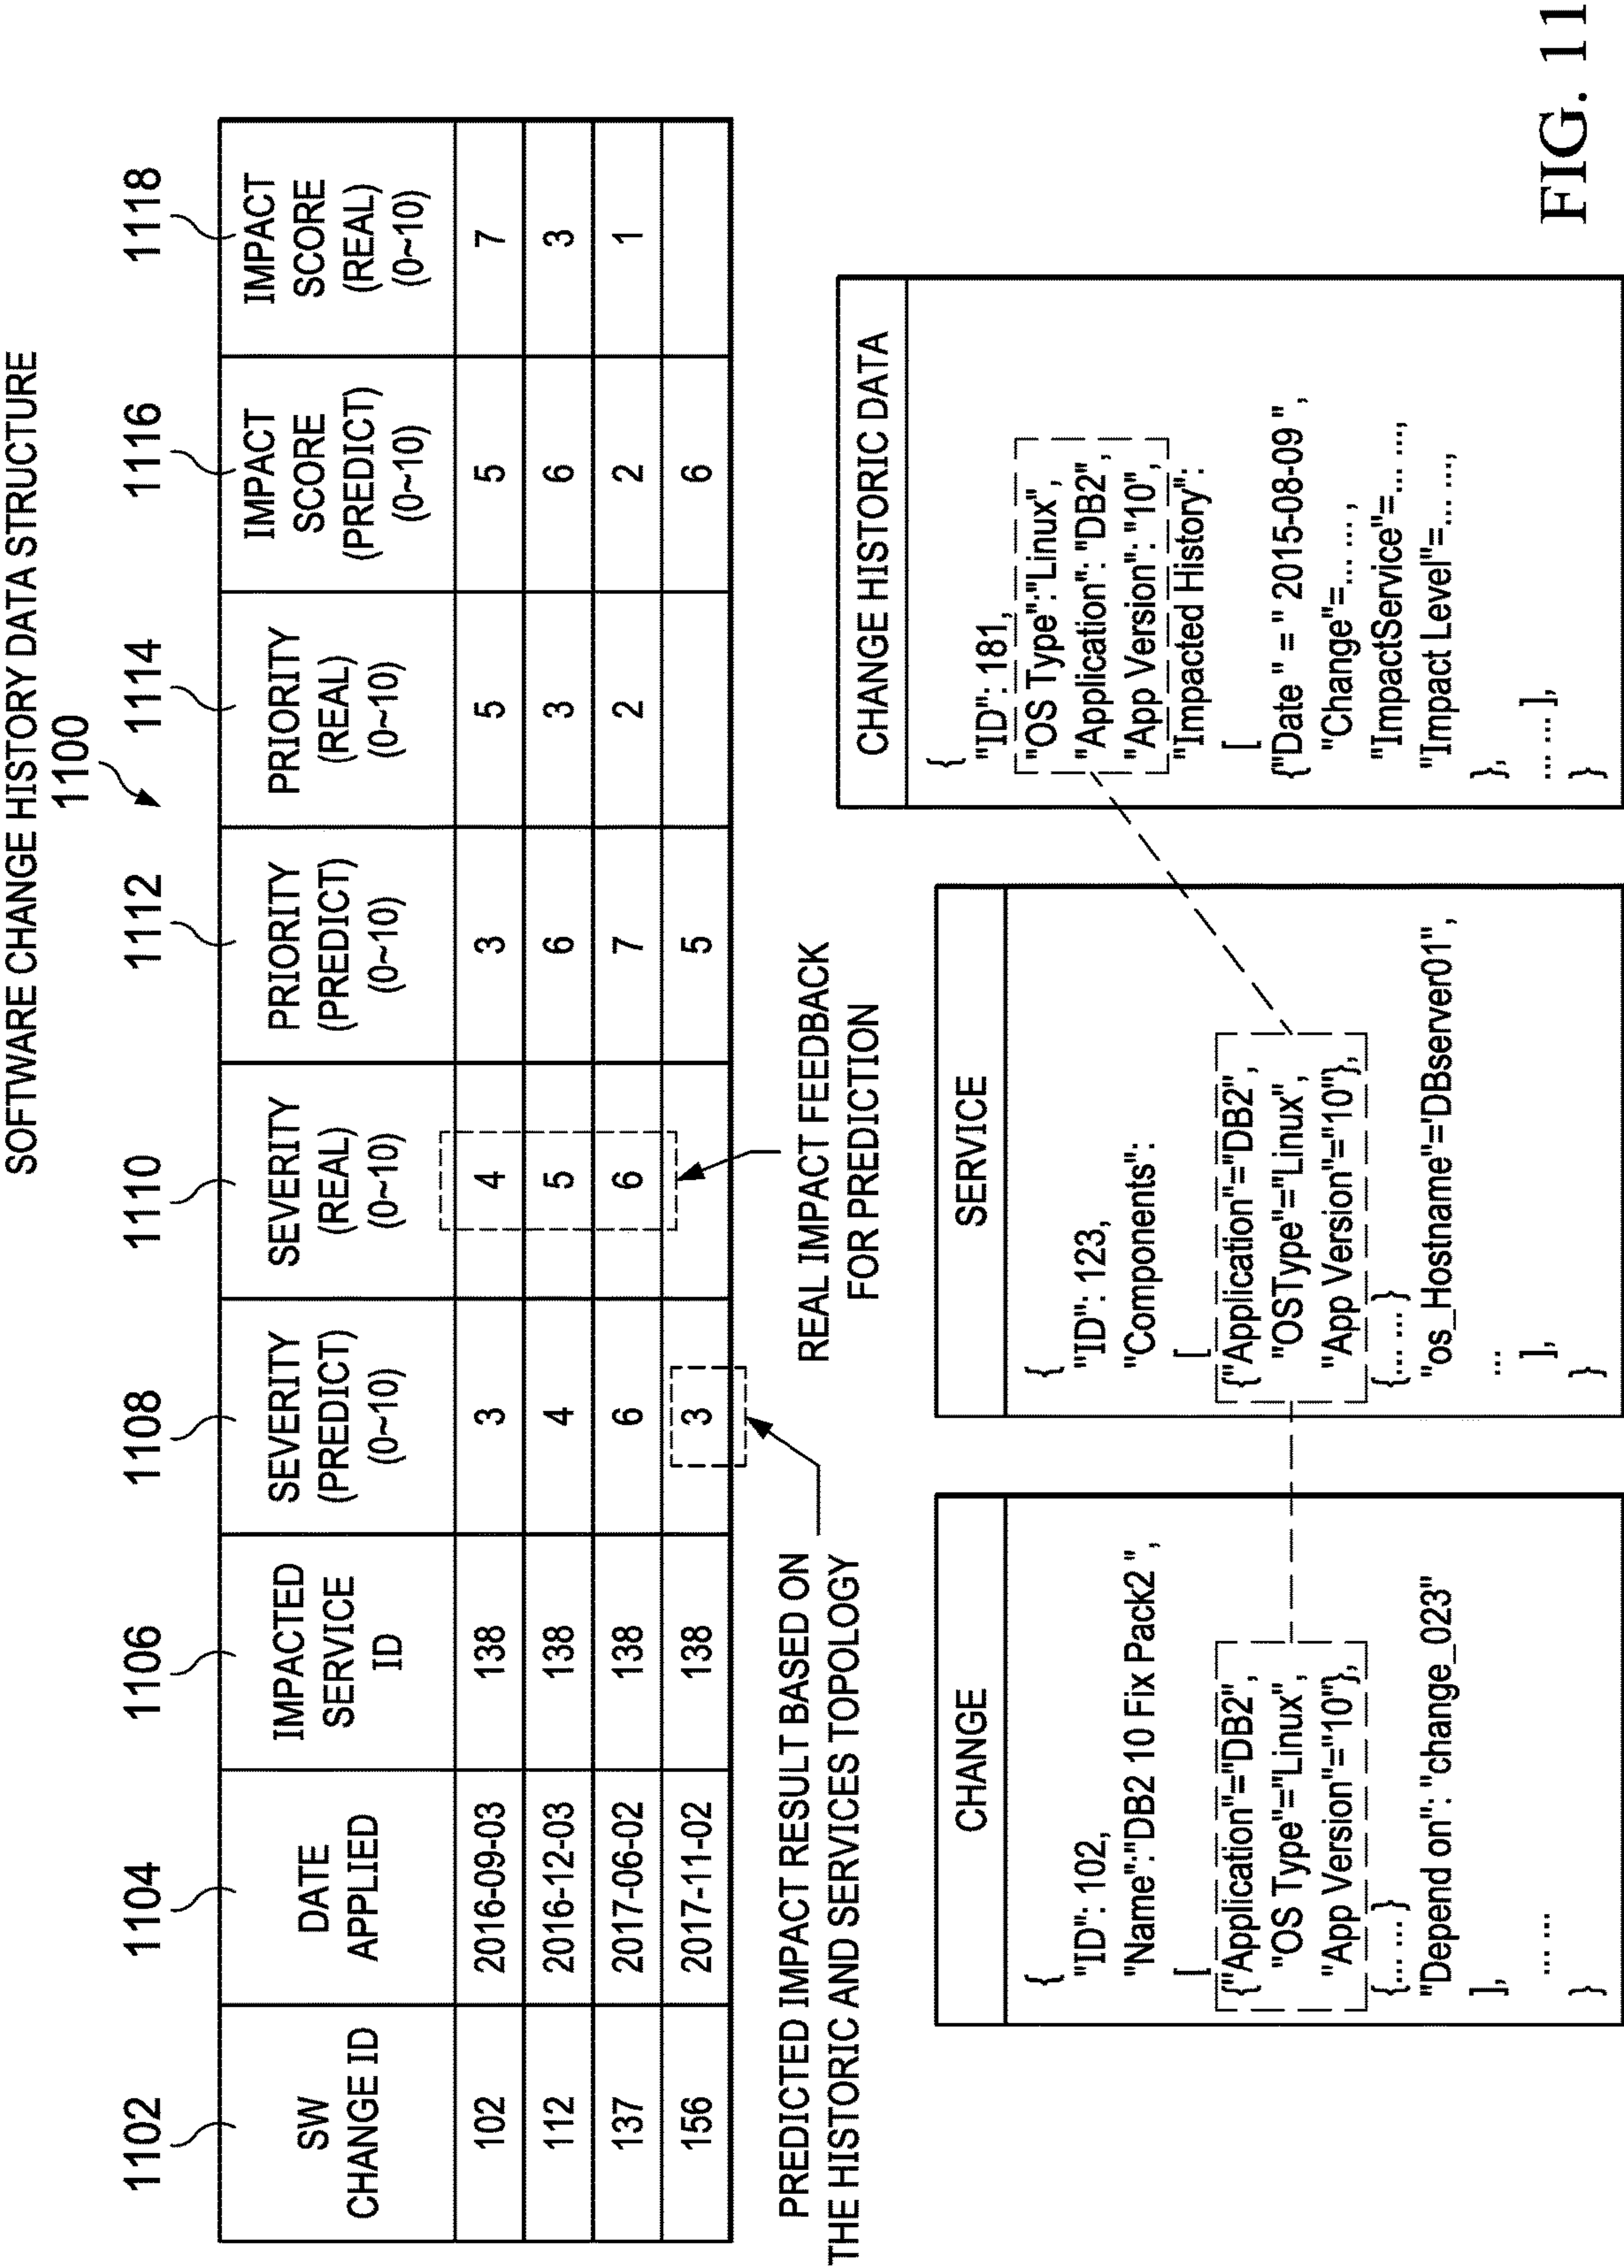 SOFTWARE CHANGE HISTORY DATA STRUCTURE
1100
1102 1104 1106 1108 1110 1112 1114 1116 1118
SW CHANGE ID
DATE APPLIED
IMPACTED SERVICE ID
SEVERITY (PREDICT) (0~10)
SEVERITY (REAL) (0~10)
PRIORITY (PREDICT) (0~10)
PRIORITY (REAL) (0~10)
IMPACT SCORE (PREDICT) (0~10)
IMPACT SCORE (REAL) (0~10)
102 2016-09-03 138 3 4 3 5 5 7
112 2016-12-03 138 4 5 6 3 6 3
137 2017-06-02 138 6 6 7 2 2 1
156 2017-11-02 138 3 5 6
PREDICTED IMPACT RESULT BASED ON
THE HISTORIC AND SERVICES TOPOLOGY
REAL IMPACT FEEDBACK
FOR PREDICTION
CHANGE
{
"ID": 102,
"Name":"DB2 10 Fix Pack2 ",
[
{"Application"="DB2",
"OS Type"="Linux",
"App Version"="10"},
{... ...}
"Depend on": "change_023"
],
... ...
}
SERVICE
{
"ID": 123,
"Components":
[
{"Application"="DB2",
"OSType"="Linux",
"App Version"="10"},
{... ...}
"os_Hostname"='DBserver01",
...
],
}
CHANGE HISTORIC DATA
{
"ID": 181,
"OS Type":"Linux",
"Application": "DB2",
"App Version": "10",
"Impacted History":
[
{"Date " = " 2015-08-09 ",
"Change"=... ... ,
"ImpactService"=... ...,
"Impact Level"=... ...,
},
... ... ],
}
FIG. 11